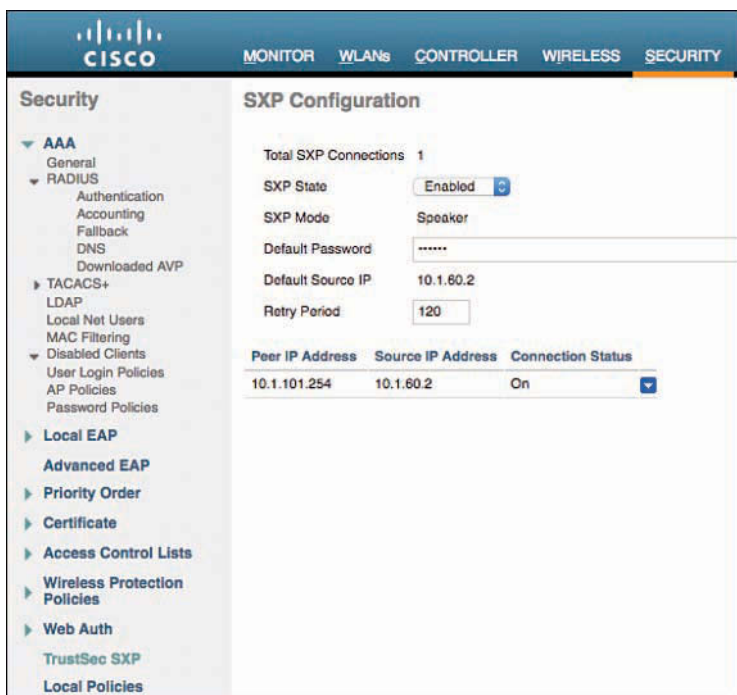 CISCO
MONITOR WLANs CONTROLLER WIRELESS SECURITY
Security
AAA
General
RADIUS
Authentication
Accounting
Fallback
DNS
Downloaded AVP
TACACS+
LDAP
Local Net Users
MAC Filtering
Disabled Clients
User Login Policies
AP Policies
Password Policies
Local EAP
Advanced EAP
Priority Order
Certificate
Access Control Lists
Wireless Protection
Policies
Web Auth
TrustSec SXP
Local Policies
SXP Configuration
Total SXP Connections 1
SXP State Enabled
SXP Mode Speaker
Default Password ••••••
Default Source IP 10.1.60.2
Retry Period 120
Peer IP Address Source IP Address Connection Status
10.1.101.254 10.1.60.2 On